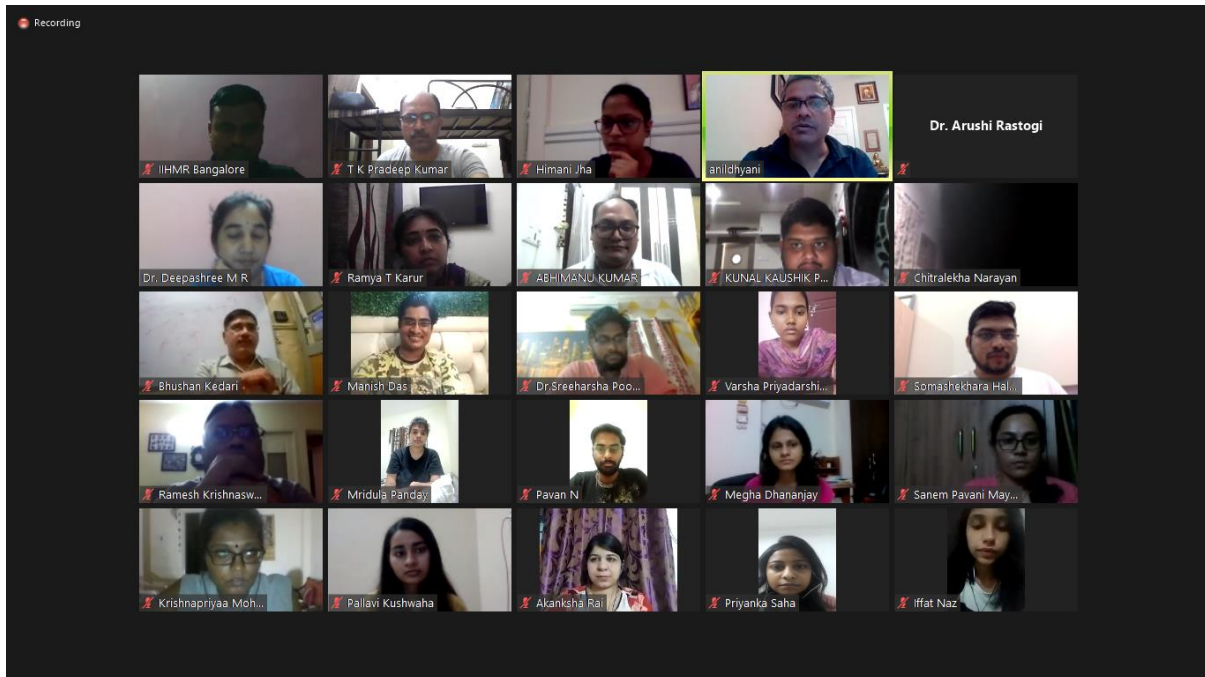 Recording
IIHMR Bangalore
T K Pradeep Kumar
Himani Jha
anildhyani
Dr. Arushi Rastogi
Dr. Deepashree M R
Ramya T Karur
ABHIMANU KUMAR
KUNAL KAUSHIK P...
Chitralekha Narayan
Bhushan Kedari
Manish Das
Dr.Sreeharsha Poo...
Varsha Priyadarshi...
Somashekhara Hal...
Ramesh Krishnasw...
Mridula Panday
Pavan N
Megha Dhananjay
Sanem Pavani May...
Krishnapriyaa Moh...
Pallavi Kushwaha
Akanksha Rai
Priyanka Saha
Iffat Naz